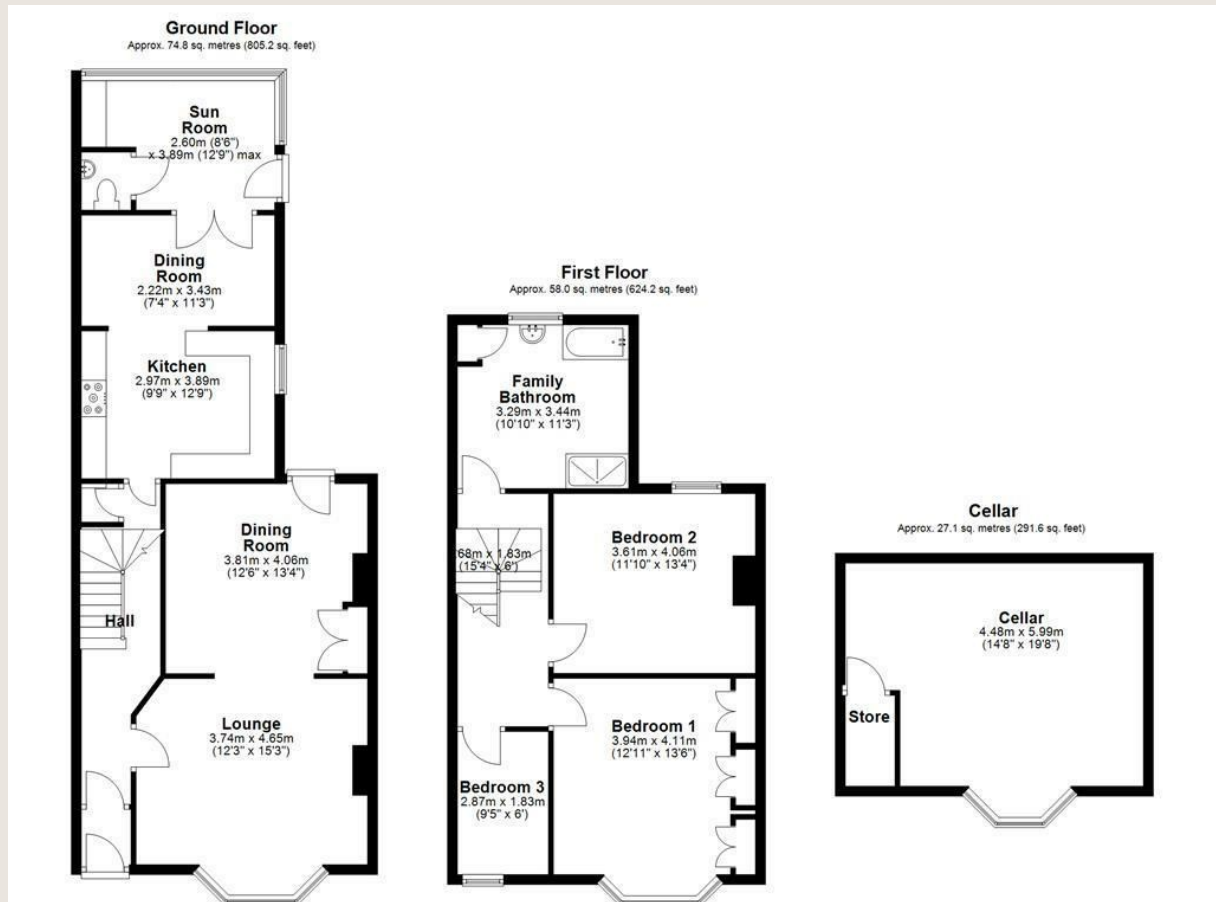 Ground Floor
Approx. 74.8 sq. metres (805.2 sq. feet)
Sun
Room
2.60m (8'6")
x 3.89m (12'9") max
Dining
Room
2.22m x 3.43m
(7'4" x 11'3")
Kitchen
2.97m x 3.89m
(9'9" x 12'9")
Dining
Room
3.81m x 4.06m
(12'6" x 13'4")
Hall
Lounge
3.74m x 4.65m
(12'3" x 15'3")
First Floor
Approx. 58.0 sq. metres (624.2 sq. feet)
Family
Bathroom
3.29m x 3.44m
(10'10" x 11'3")
Bedroom 2
3.61m x 4.06m
(11'10" x 13'4")
68m x 1.83m
(15'4" x 6')
Bedroom 1
3.94m x 4.11m
(12'11" x 13'6")
Bedroom 3
2.87m x 1.83m
(9'5" x 6')
Cellar
Approx. 27.1 sq. metres (291.6 sq. feet)
Cellar
4.48m x 5.99m
(14'8" x 19'8")
Store